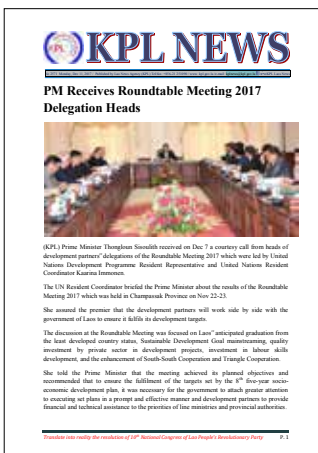 KPL NEWS
PM Receives Roundtable Meeting 2017
Delegation Heads
(KPL) Prime Minister Thongloun Sisoulith received on Dec 7 a courtesy call from heads of
development partners‟ delegations of the Roundtable Meeting 2017 which were led by United
Nations Development Programme Resident Representative and United Nations Resident
Coordinator Kaarina Immonen.
The UN Resident Coordinator briefed the Prime Minister about the results of the Roundtable
Meeting 2017 which was held in Champassak Province on Nov 22-23.
She assured the premier that the development partners will work side by side with the
government of Laos to ensure it fulfils its development targets.
The discussion at the Roundtable Meeting was focused on Laos‟ anticipated graduation from
the least developed country status, Sustainable Development Goal mainstreaming, quality
investment by private sector in development projects, investment in labour skills
development, and the enhancement of South-South Cooperation and Triangle Cooperation.
She told the Prime Minister that the meeting achieved its planned objectives and
recommended that to ensure the fulfilment of the targets set by the 8th five-year socio-
economic development plan, it was necessary for the government to attach greater attention
to executing set plans in a prompt and effective manner and development partners to provide
financial and technical assistance to the priorities of line ministries and provincial authorities.
Translate into reality the resolution of 10th National Congress of Lao People's Revolutionary Party P. 1